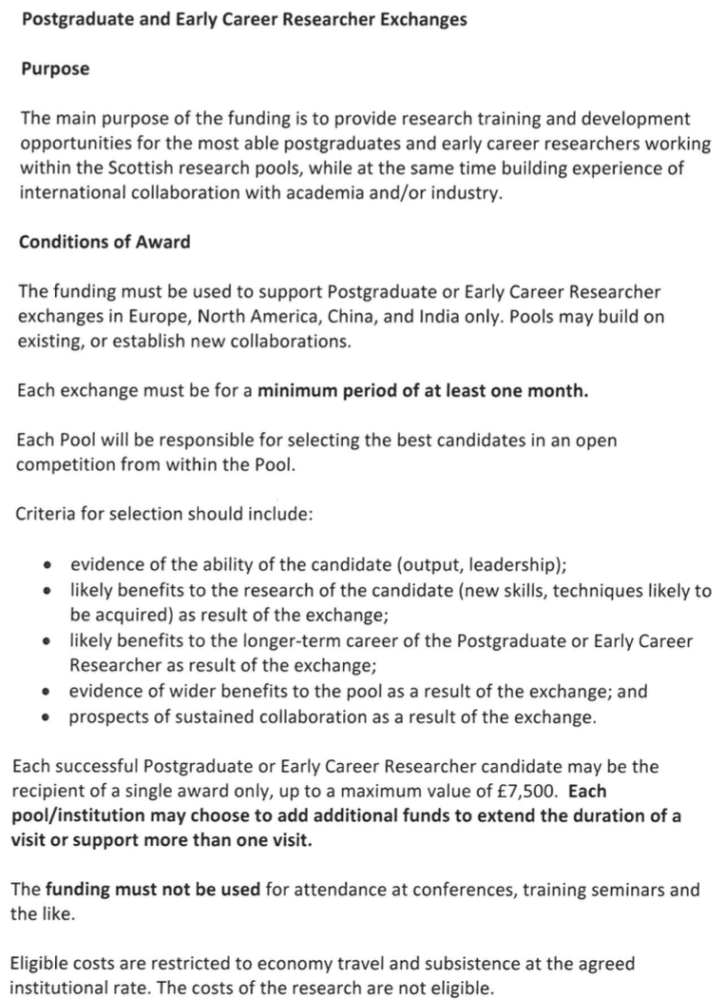 Postgraduate and Early Career Researcher Exchanges
Purpose
The main purpose of the funding is to provide research training and development
opportunities for the most able postgraduates and early career researchers working
within the Scottish research pools, while at the same time building experience of
international collaboration with academia and/or industry.
Conditions of Award
The funding must be used to support Postgraduate or Early Career Researcher
exchanges in Europe, North America, China, and India only. Pools may build on
existing, or establish new collaborations.
Each exchange must be for a minimum period of at least one month.
Each Pool will be responsible for selecting the best candidates in an open
competition from within the Pool.
Criteria for selection should include:
• evidence of the ability of the candidate (output, leadership);
• likely benefits to the research of the candidate (new skills, techniques likely to
be acquired) as result of the exchange;
• likely benefits to the longer-term career of the Postgraduate or Early Career
Researcher as result of the exchange;
• evidence of wider benefits to the pool as a result of the exchange; and
• prospects of sustained collaboration as a result of the exchange.
Each successful Postgraduate or Early Career Researcher candidate may be the
recipient of a single award only, up to a maximum value of £7,500. Each
pool/institution may choose to add additional funds to extend the duration of a
visit or support more than one visit.
The funding must not be used for attendance at conferences, training seminars and
the like.
Eligible costs are restricted to economy travel and subsistence at the agreed
institutional rate. The costs of the research are not eligible.